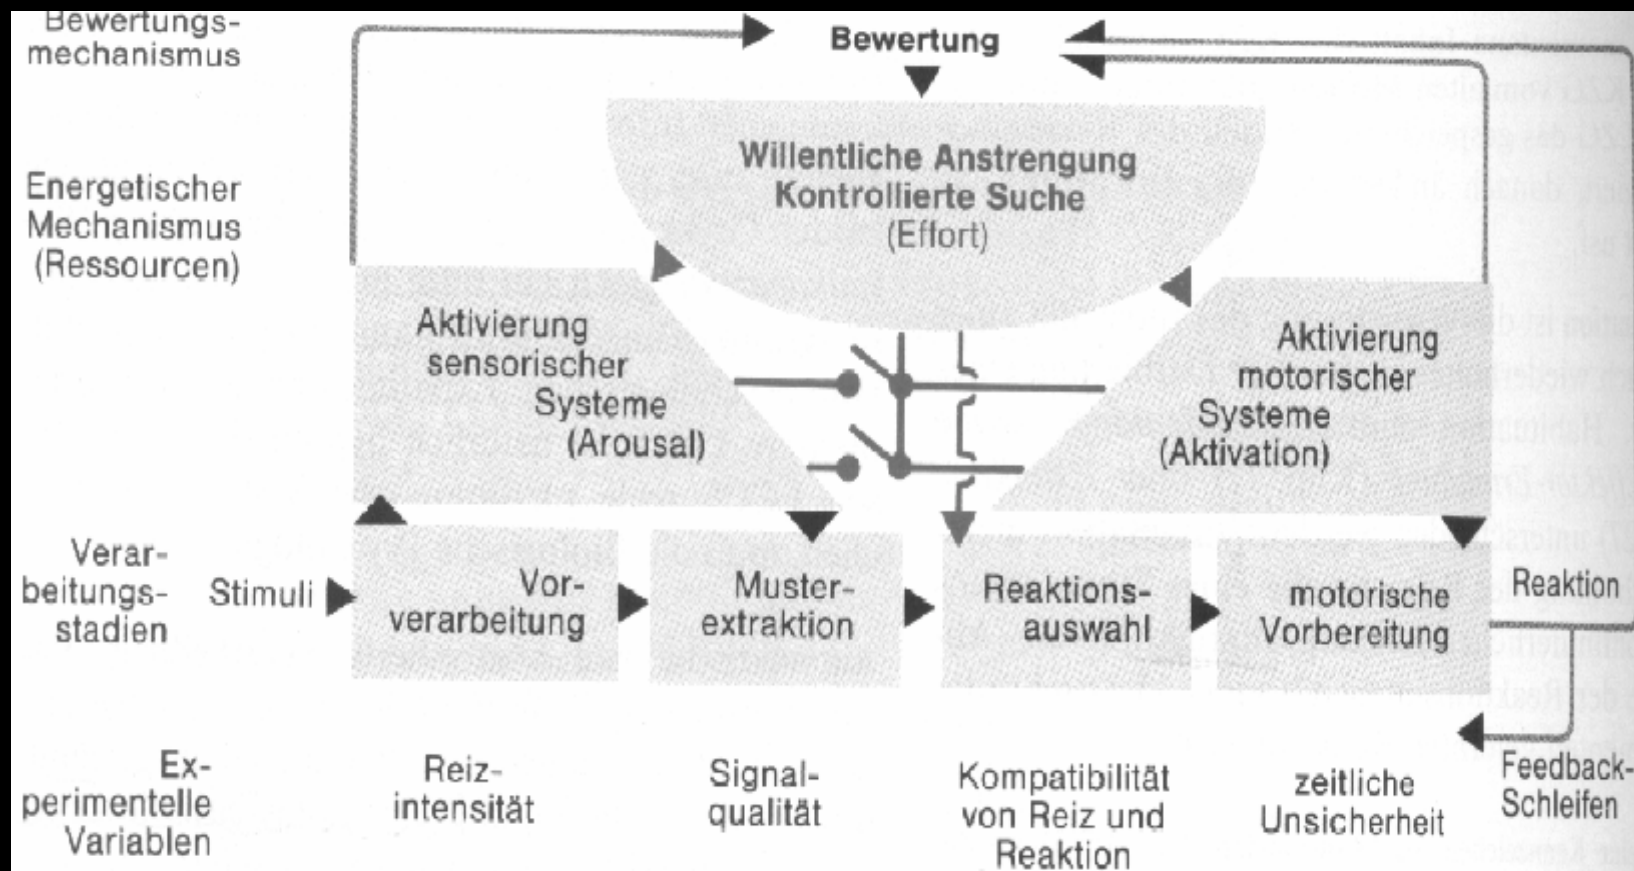 Bewertungs-
mechanismus
Bewertung
Energetischer
Mechanismus
(Ressourcen)
Willentliche Anstrengung
Kontrollierte Suche
(Effort)
Aktivierung
sensorischer
Systeme
(Arousal)
Aktivierung
motorischer
Systeme
(Aktivation)
Verar-
beitungs-
stadien
Stimuli
Vor-
verarbeitung
Muster-
extraktion
Reaktions-
auswahl
motorische
Vorbereitung
Reaktion
Ex-
perimentelle
Variablen
Reiz-
intensität
Signal-
qualität
Kompatibilität
von Reiz und
Reaktion
zeitliche
Unsicherheit
Feedback-
Schleifen